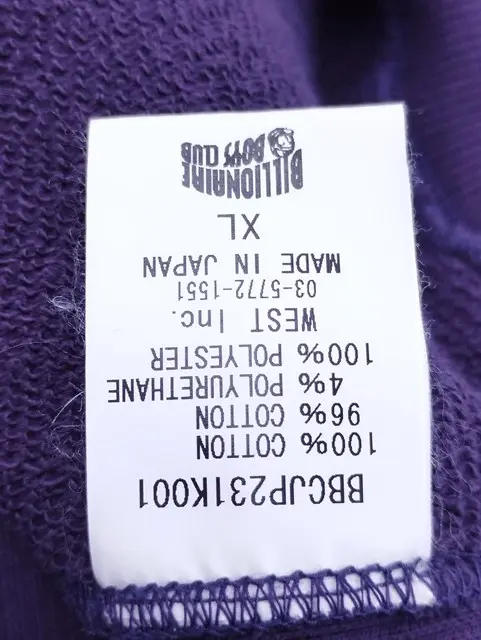 BBCJP231K001
100% COTTON
96% COTTON
4% POLYURETHANE
100% POLYESTER
WEST Inc.
03-5772-1551
MADE IN JAPAN
XL
BILLIONAIRE
BOYS CLUB